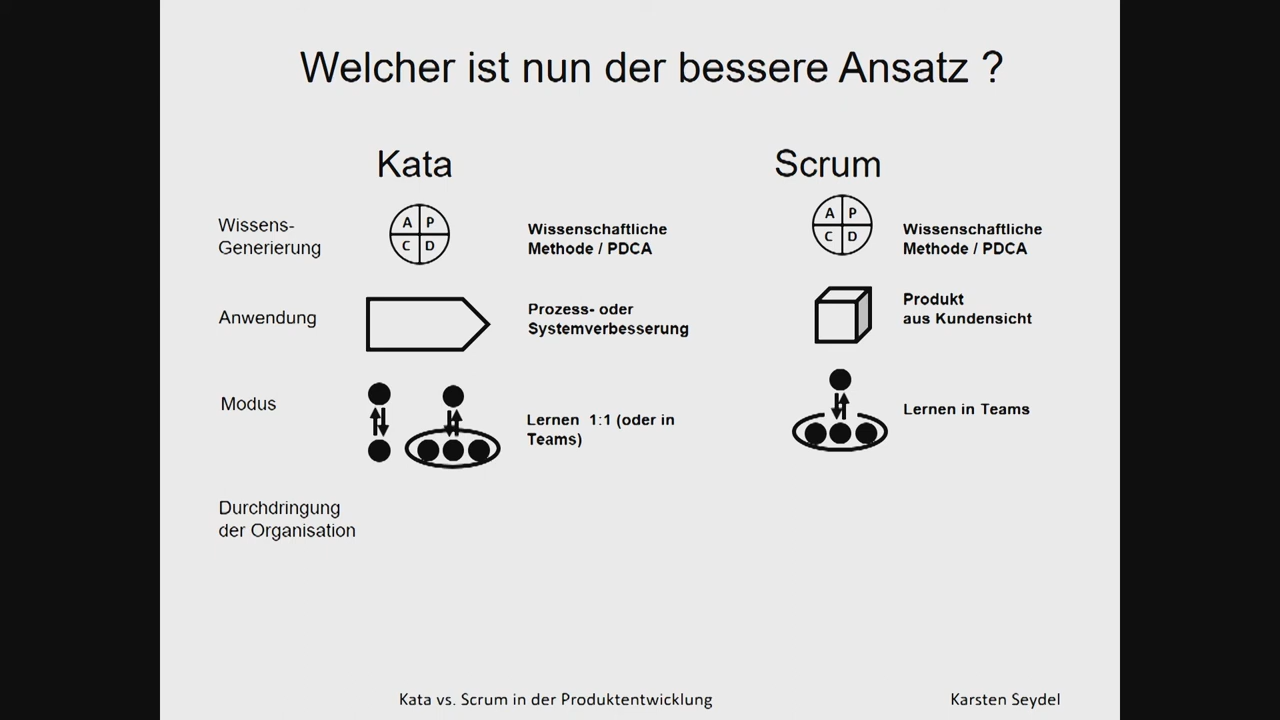 Welcher ist nun der bessere Ansatz ?
Kata
Scrum
Wissens-
Generierung
A P
C D
Wissenschaftliche
Methode / PDCA
A P
C D
Wissenschaftliche
Methode / PDCA
Anwendung
Prozess- oder
Systemverbesserung
Produkt
aus Kundensicht
Modus
Lernen 1:1 (oder in
Teams)
Lernen in Teams
Durchdringung
der Organisation
Kata vs. Scrum in der Produktentwicklung
Karsten Seydel